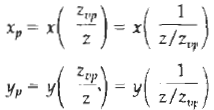 x_p = x( z_vp / z ) = x( 1 / z/z_vp )
y_p = y( z_vp / z ) = y( 1 / z/z_vp )